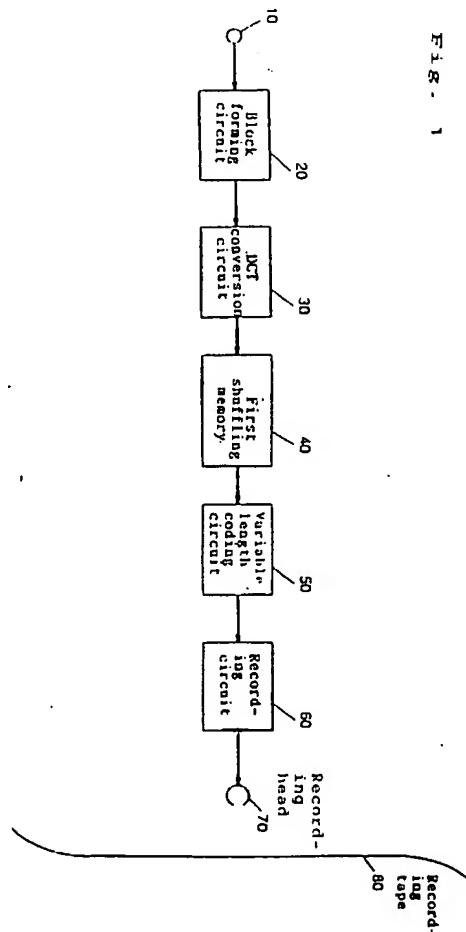 Fig. 1
10
Block
forming
circuit
20
DCT
conversion
circuit
30
First
shuffling
memory
40
Variable
length
coding
circuit
50
Record-
ing
circuit
60
Record-
ing
head
70
Record-
ing
tape
80